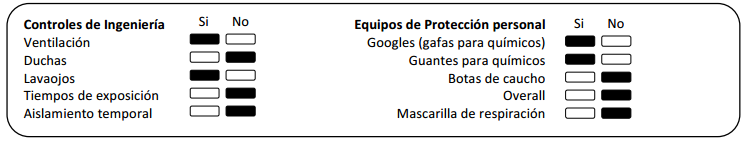 Controles de Ingeniería Si No Equipos de Protección personal Si No
Ventilación Googles (gafas para químicos)
Duchas Guantes para químicos
Lavaojos Botas de caucho
Tiempos de exposición Overall
Aislamiento temporal Mascarilla de respiración